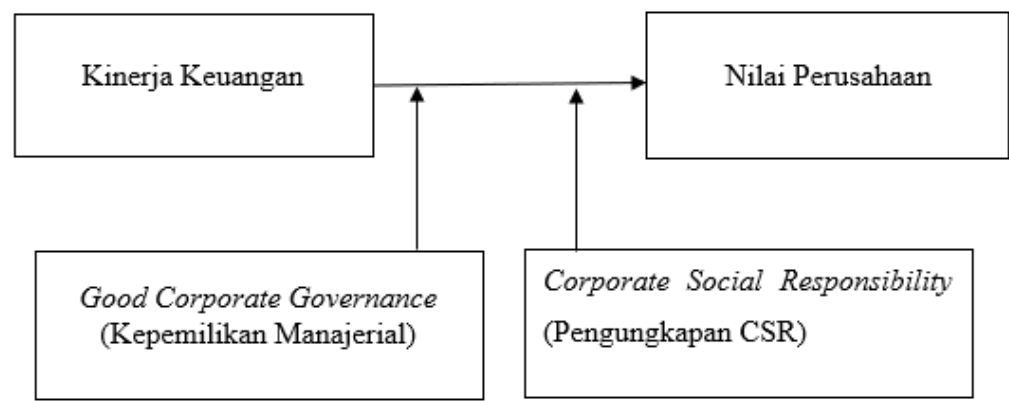 Kinerja Keuangan
Nilai Perusahaan
Good Corporate Governance
(Kepemilikan Manajerial)
Corporate Social Responsibility
(Pengungkapan CSR)